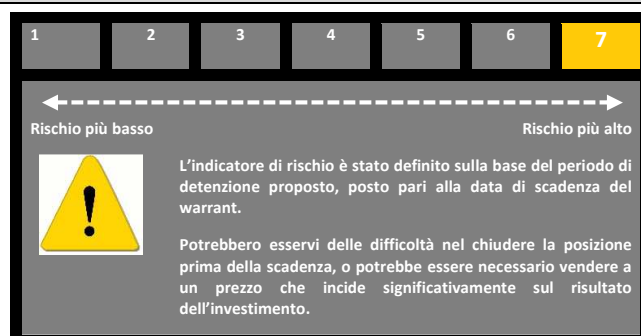 1 2 3 4 5 6 7
Rischio più basso Rischio più alto
L'indicatore di rischio è stato definito sulla base del periodo di
detenzione proposto, posto pari alla data di scadenza del
warrant.
Potrebbero esservi delle difficoltà nel chiudere la posizione
prima della scadenza, o potrebbe essere necessario vendere a
un prezzo che incide significativamente sul risultato
dell'investimento.